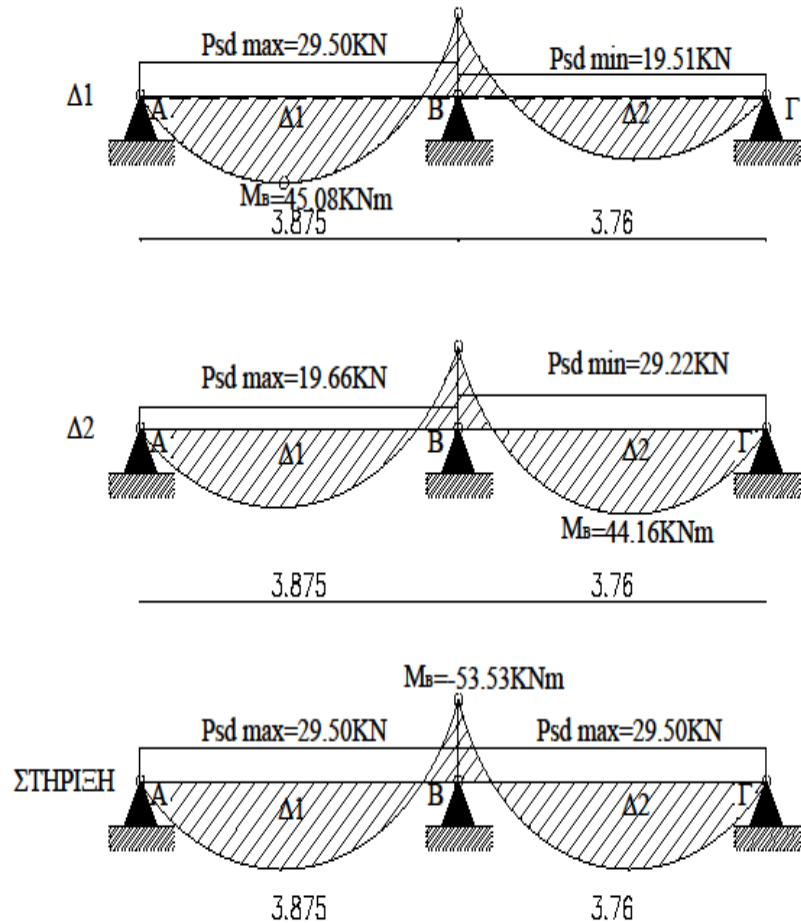 Psd max=29.50KN
Psd min=19.51KN
Δ1
A
Δ1
B
Δ2
Γ
MB=45.08KNm
3.875
3.76
Psd max=19.66KN
Psd min=29.22KN
Δ2
A
Δ1
B
Δ2
Γ
MB=44.16KNm
3.875
3.76
MB=-53.53KNm
Psd max=29.50KN
Psd max=29.50KN
ΣΤΗΡΙΞΗ
A
Δ1
B
Δ2
Γ
3.875
3.76